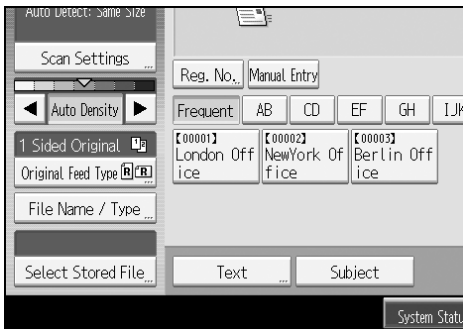 Auto Detect: Same Size
Scan Settings
Auto Density
1 Sided Original
Original Feed Type
File Name / Type
Select Stored File
Reg. No.
Manual Entry
Frequent
AB
CD
EF
GH
IJK
【00001】
London Off
ice
【00002】
NewYork Of
fice
【00003】
Berlin Off
ice
Text
Subject
System Statu